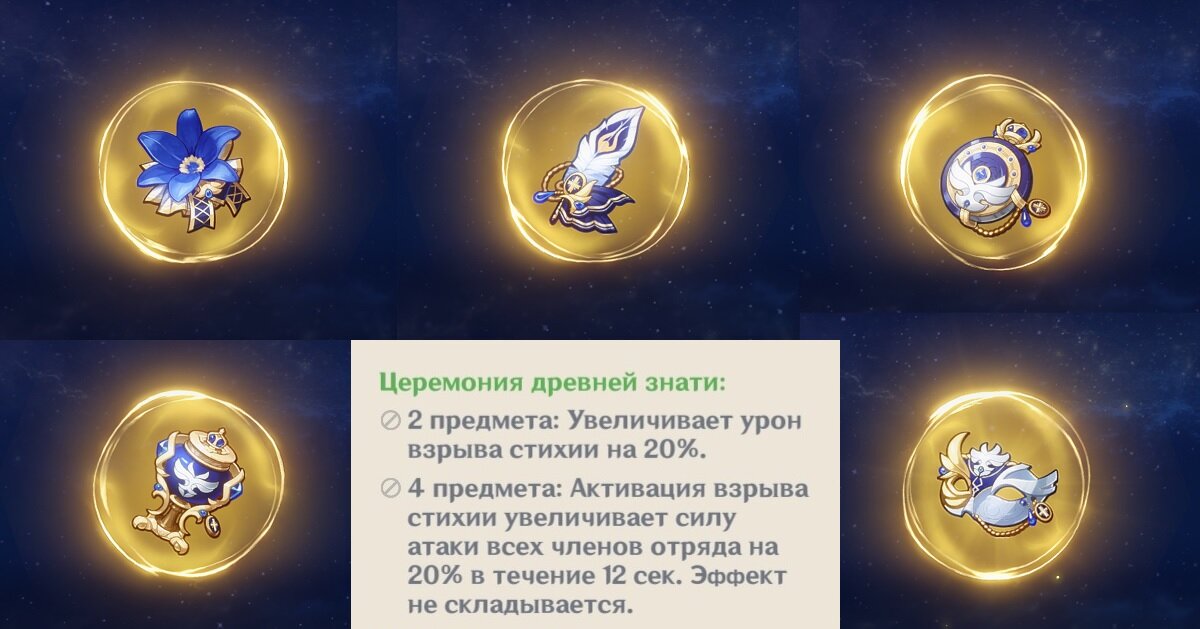 Церемония древней знати:
2 предмета: Увеличивает урон
взрыва стихии на 20%.
4 предмета: Активация взрыва
стихии увеличивает силу
атаки всех членов отряда на
20% в течение 12 сек. Эффект
не складывается.